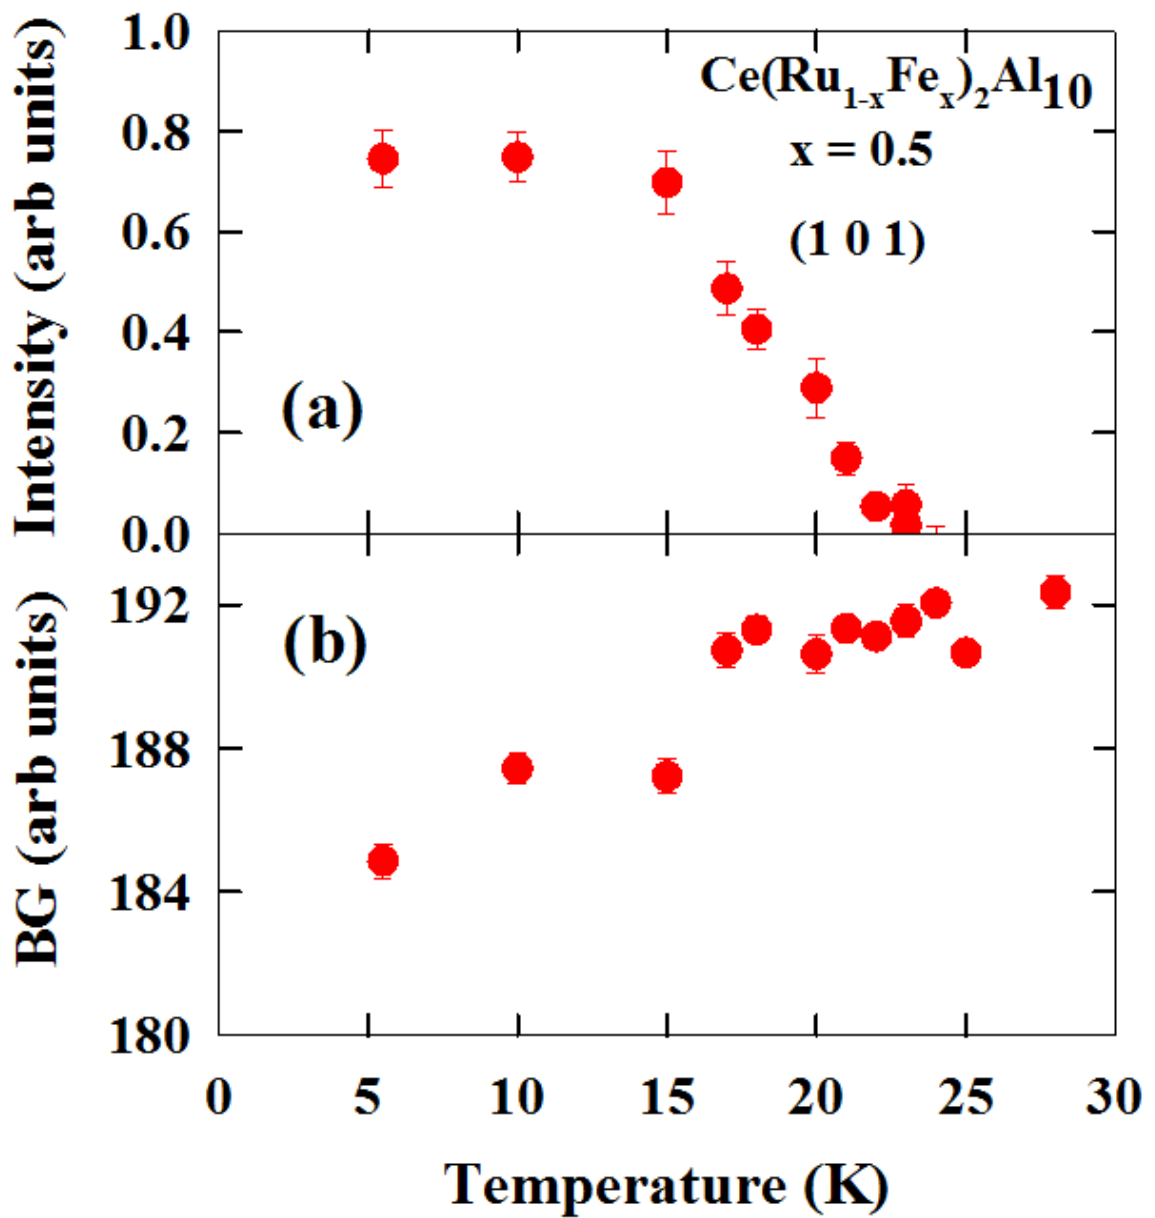 Intensity (arb units)
1.0
0.8
0.6
0.4
0.2
0.0
Ce(Ru1-xFex)2Al10
x = 0.5
(1 0 1)
(a)
BG (arb units)
192
188
184
180
(b)
0 5 10 15 20 25 30
Temperature (K)